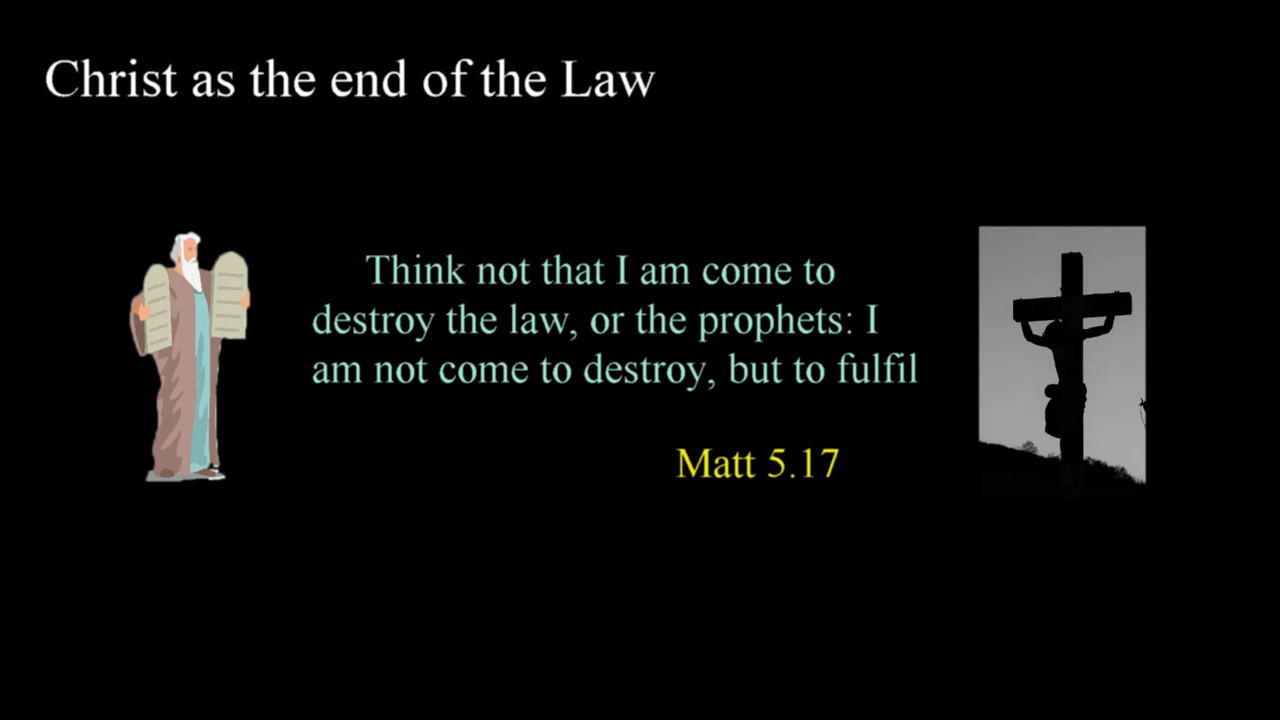 Christ as the end of the Law
Think not that I am come to
destroy the law, or the prophets: I
am not come to destroy, but to fulfil
Matt 5.17